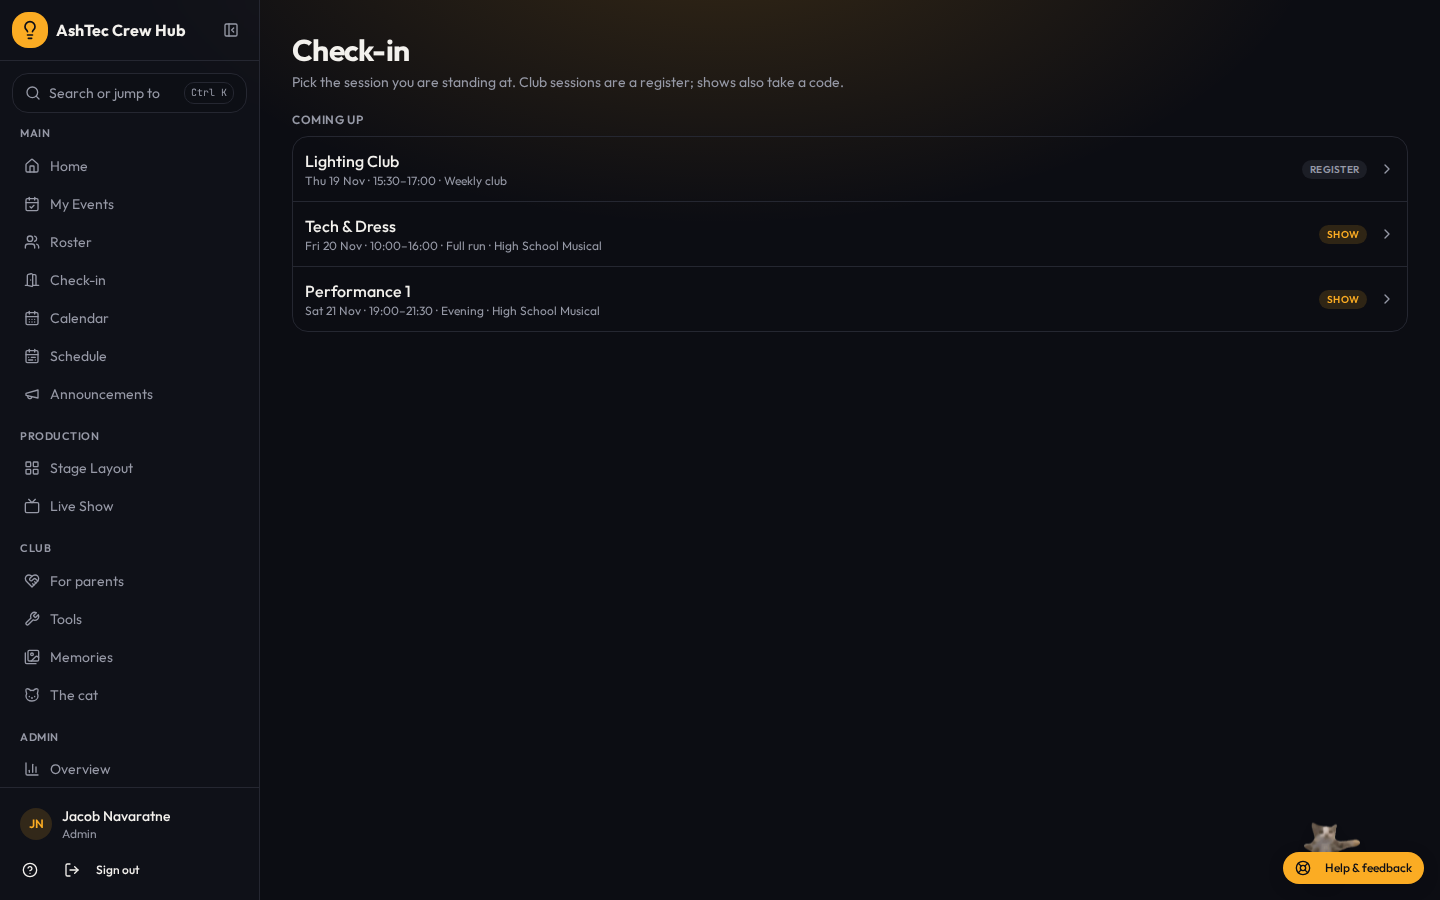 AshTec Crew Hub
Search or jump to
Ctrl K
MAIN
Home
My Events
Roster
Check-in
Calendar
Schedule
Announcements
PRODUCTION
Stage Layout
Live Show
CLUB
For parents
Tools
Memories
The cat
ADMIN
Overview
JN
Jacob Navaratne
Admin
Sign out
Check-in
Pick the session you are standing at. Club sessions are a register; shows also take a code.
COMING UP
Lighting Club
Thu 19 Nov · 15:30–17:00 · Weekly club
REGISTER
Tech & Dress
Fri 20 Nov · 10:00–16:00 · Full run · High School Musical
SHOW
Performance 1
Sat 21 Nov · 19:00–21:30 · Evening · High School Musical
SHOW
Help & feedback